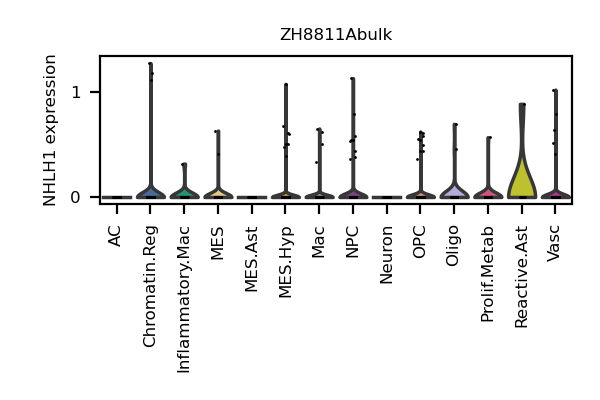 ZH8811Abulk
NHLH1 expression
1
0
AC
Chromatin.Reg
Inflammatory.Mac
MES
MES.Ast
MES.Hyp
Mac
NPC
Neuron
OPC
Oligo
Prolif.Metab
Reactive.Ast
Vasc